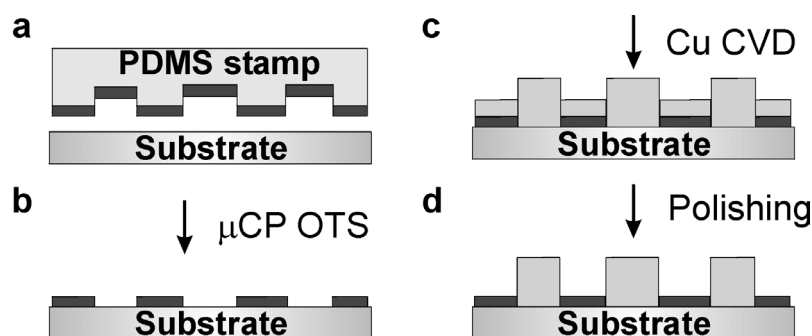 a
PDMS stamp
Substrate
b
μCP OTS
Substrate
c
Cu CVD
Substrate
d
Polishing
Substrate